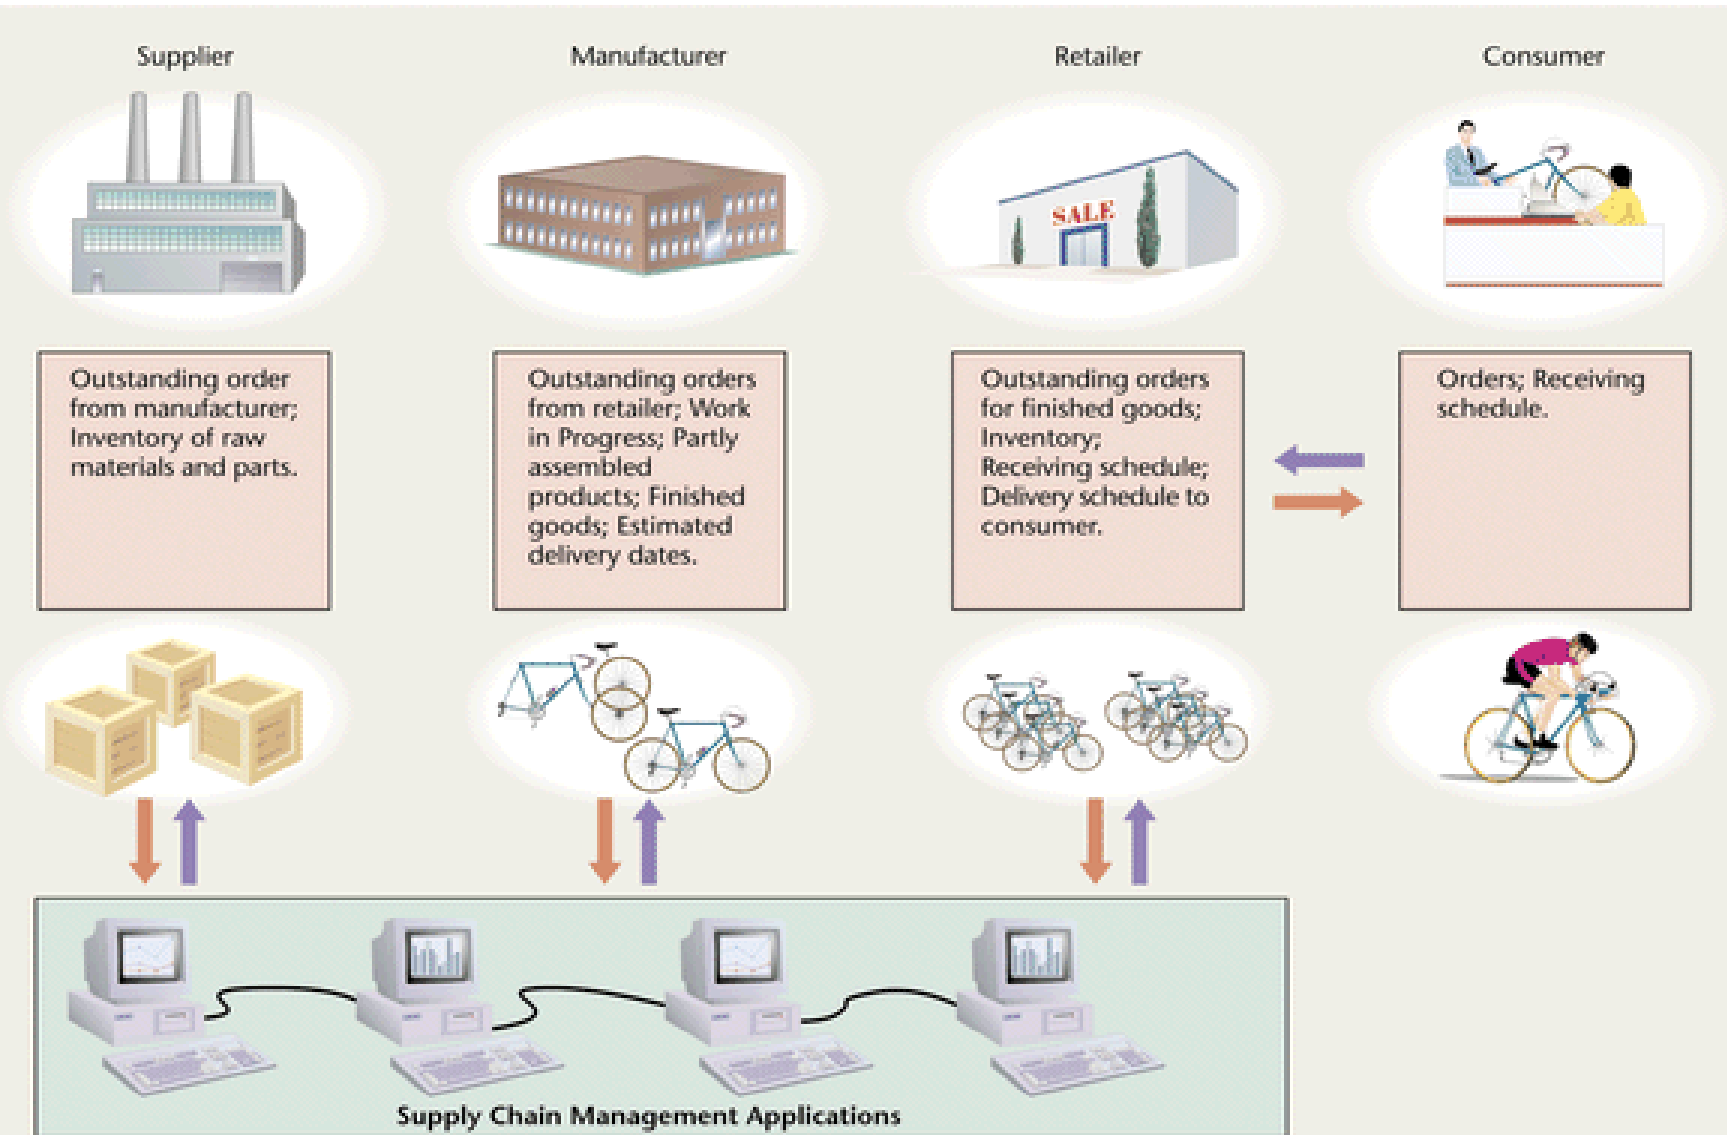 Supplier
Manufacturer
Retailer
Consumer
SALE
Outstanding order
from manufacturer;
Inventory of raw
materials and parts.
Outstanding orders
from retailer; Work
in Progress; Partly
assembled
products; Finished
goods; Estimated
delivery dates.
Outstanding orders
for finished goods;
Inventory;
Receiving schedule;
Delivery schedule to
consumer.
Orders; Receiving
schedule.
Supply Chain Management Applications